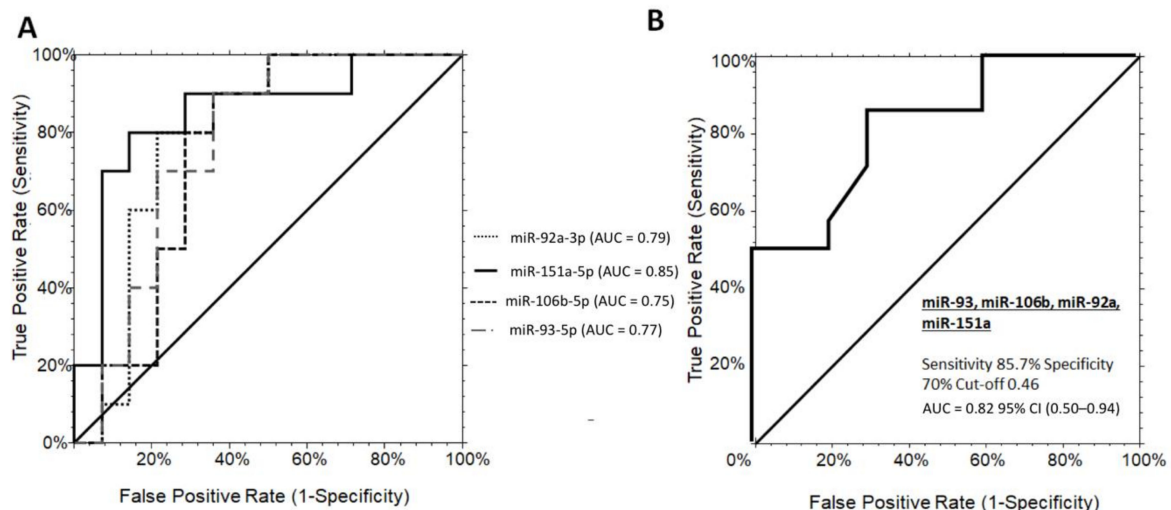 A
100%
80%
60%
40%
20%
0%
20%
40%
60%
80%
100%
True Positive Rate (Sensitivity)
False Positive Rate (1-Specificity)
miR-92a-3p (AUC = 0.79)
miR-151a-5p (AUC = 0.85)
miR-106b-5p (AUC = 0.75)
miR-93-5p (AUC = 0.77)
B
100%
80%
60%
40%
20%
0%
20%
40%
60%
80%
100%
True Positive Rate (Sensitivity)
False Positive Rate (1-Specificity)
miR-93, miR-106b, miR-92a,
miR-151a
Sensitivity 85.7% Specificity
70% Cut-off 0.46
AUC = 0.82 95% CI (0.50–0.94)